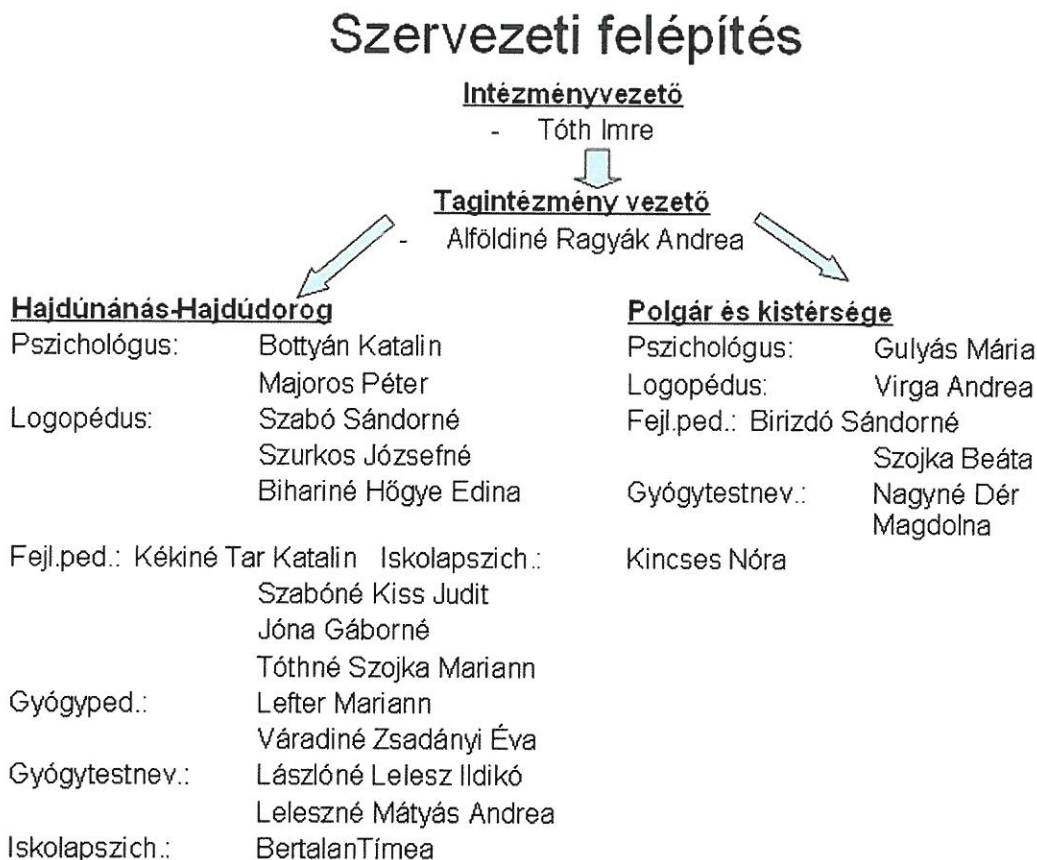 Szervezeti felépítés
Intézményvezető
- Tóth Imre
Tagintézmény vezető
- Alföldiné Ragyák Andrea
Hajdúnánás-Hajdúdorog
Pszichológus: Bottyán Katalin
Majoros Péter
Logopédus: Szabó Sándorné
Szurkos Józsefné
Bihariné Hőgye Edina
Fejl.ped.: Kékiné Tar Katalin Iskolapszich.: Kincses Nóra
Szabóné Kiss Judit
Jóna Gáborné
Tóthné Szojka Mariann
Gyógyped.: Lefter Mariann
Váradiné Zsadányi Éva
Gyógytestnev.: Lászlóné Lelesz Ildikó
Leleszné Mátyás Andrea
Iskolapszich.: BertalanTímea
Polgár és kistérsége
Pszichológus: Gulyás Mária
Logopédus: Virga Andrea
Fejl.ped.: Birizdó Sándorné
Szojka Beáta
Gyógytestnev.: Nagyné Dér
Magdolna